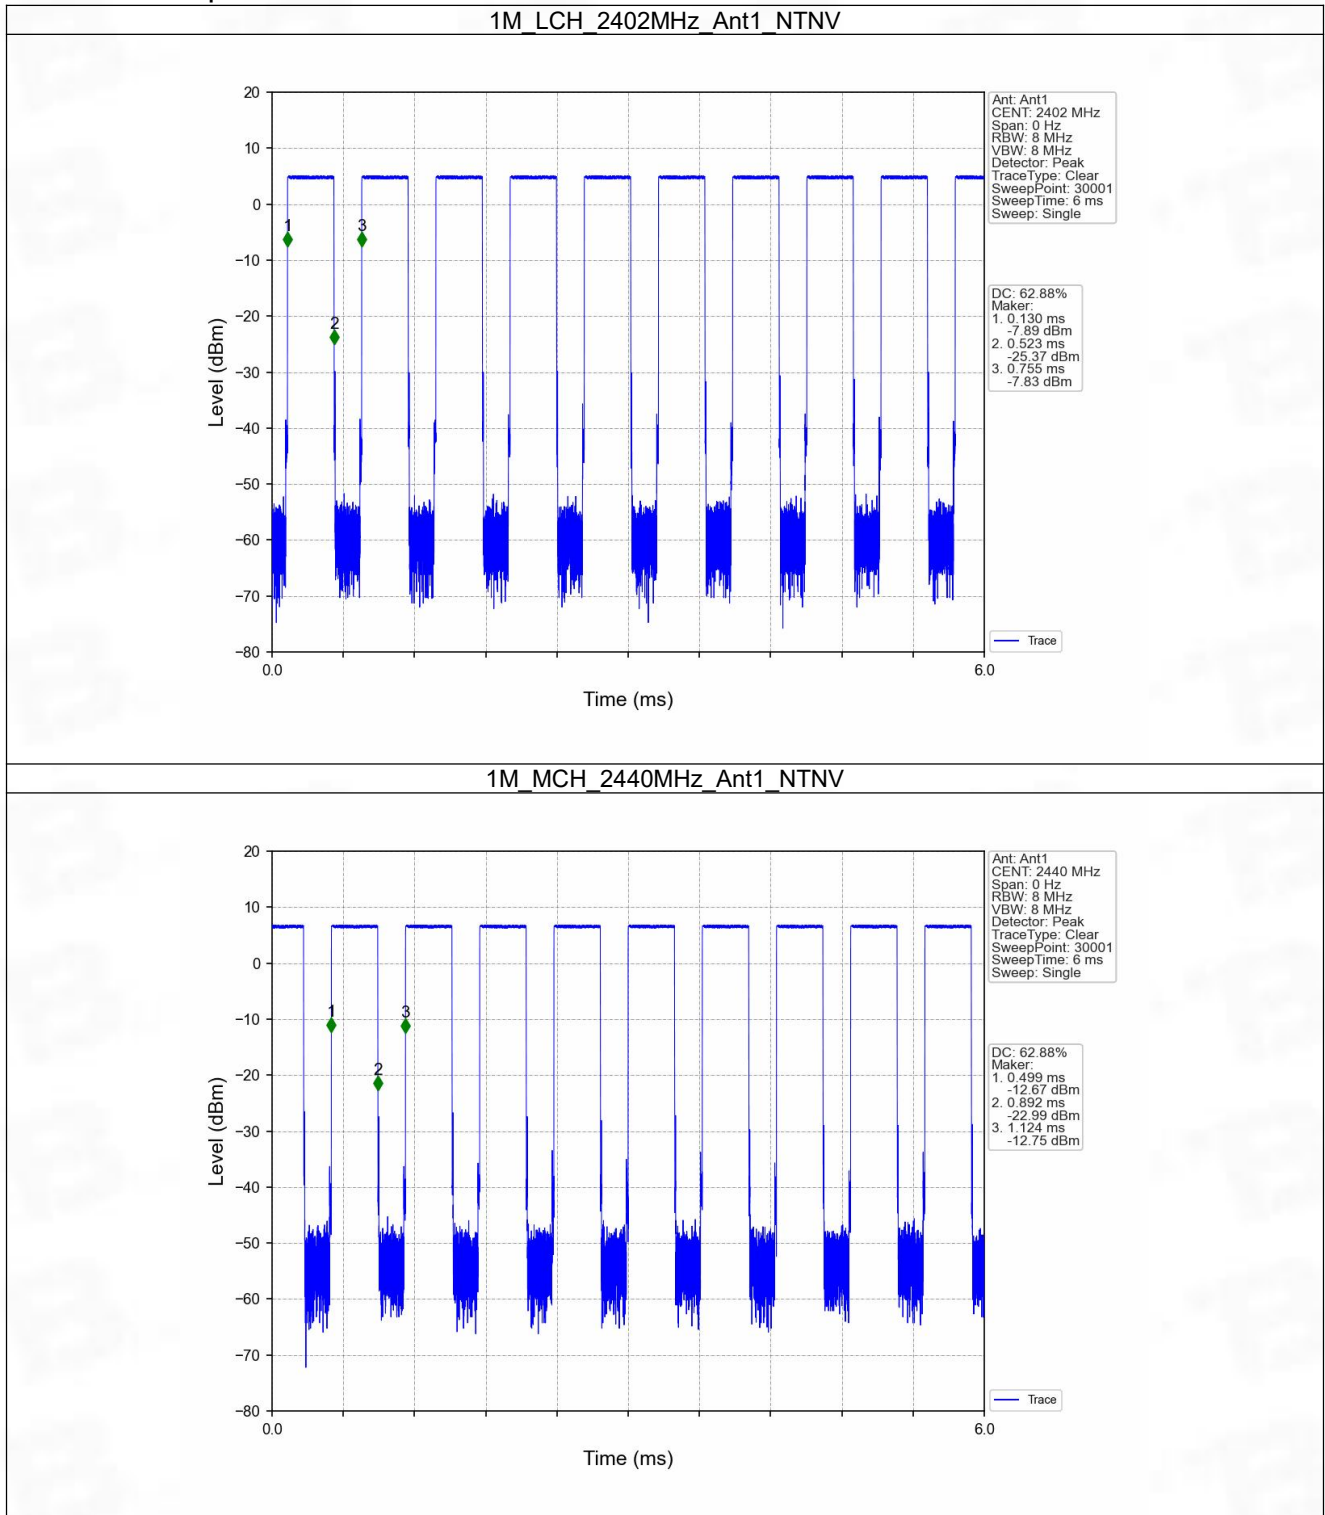 1M_LCH_2402MHz_Ant1_NTNV
20
10
0
−10
−20
−30
−40
−50
−60
−70
−80
Level (dBm)
0.0
6.0
Time (ms)
1
2
3
Ant: Ant1
CENT: 2402 MHz
Span: 0 Hz
RBW: 8 MHz
VBW: 8 MHz
Detector: Peak
TraceType: Clear
SweepPoint: 30001
SweepTime: 6 ms
Sweep: Single
DC: 62.88%
Maker:
1. 0.130 ms
-7.89 dBm
2. 0.523 ms
-25.37 dBm
3. 0.755 ms
-7.83 dBm
Trace
1M_MCH_2440MHz_Ant1_NTNV
20
10
0
−10
−20
−30
−40
−50
−60
−70
−80
Level (dBm)
0.0
6.0
Time (ms)
1
2
3
Ant: Ant1
CENT: 2440 MHz
Span: 0 Hz
RBW: 8 MHz
VBW: 8 MHz
Detector: Peak
TraceType: Clear
SweepPoint: 30001
SweepTime: 6 ms
Sweep: Single
DC: 62.88%
Maker:
1. 0.499 ms
-12.67 dBm
2. 0.892 ms
-22.99 dBm
3. 1.124 ms
-12.75 dBm
Trace